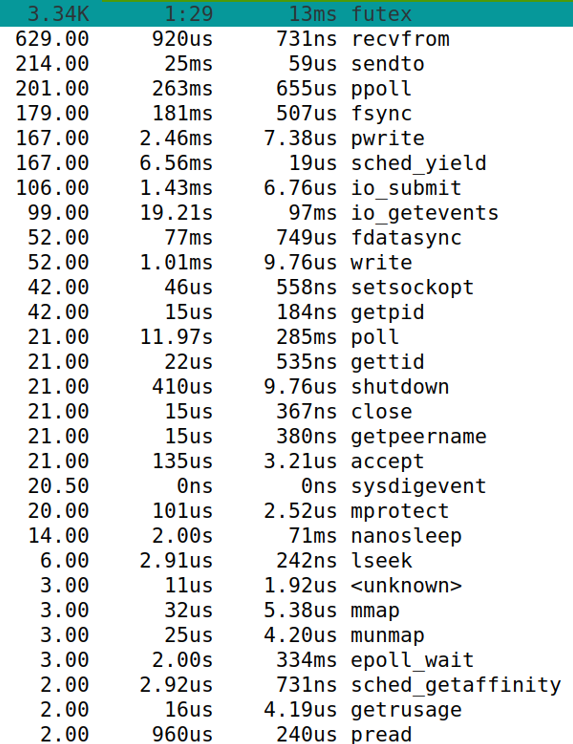 3.34K 1:29 13ms futex
629.00 920us 731ns recvfrom
214.00 25ms 59us sendto
201.00 263ms 655us ppoll
179.00 181ms 507us fsync
167.00 2.46ms 7.38us pwrite
167.00 6.56ms 19us sched_yield
106.00 1.43ms 6.76us io_submit
99.00 19.21s 97ms io_getevents
52.00 77ms 749us fdatasync
52.00 1.01ms 9.76us write
42.00 46us 558ns setsockopt
42.00 15us 184ns getpid
21.00 11.97s 285ms poll
21.00 22us 535ns gettid
21.00 410us 9.76us shutdown
21.00 15us 367ns close
21.00 15us 380ns getpeername
21.00 135us 3.21us accept
20.50 0ns 0ns sysdigevent
20.00 101us 2.52us mprotect
14.00 2.00s 71ms nanosleep
6.00 2.91us 242ns lseek
3.00 11us 1.92us <unknown>
3.00 32us 5.38us mmap
3.00 25us 4.20us munmap
3.00 2.00s 334ms epoll_wait
2.00 2.92us 731ns sched_getaffinity
2.00 16us 4.19us getrusage
2.00 960us 240us pread